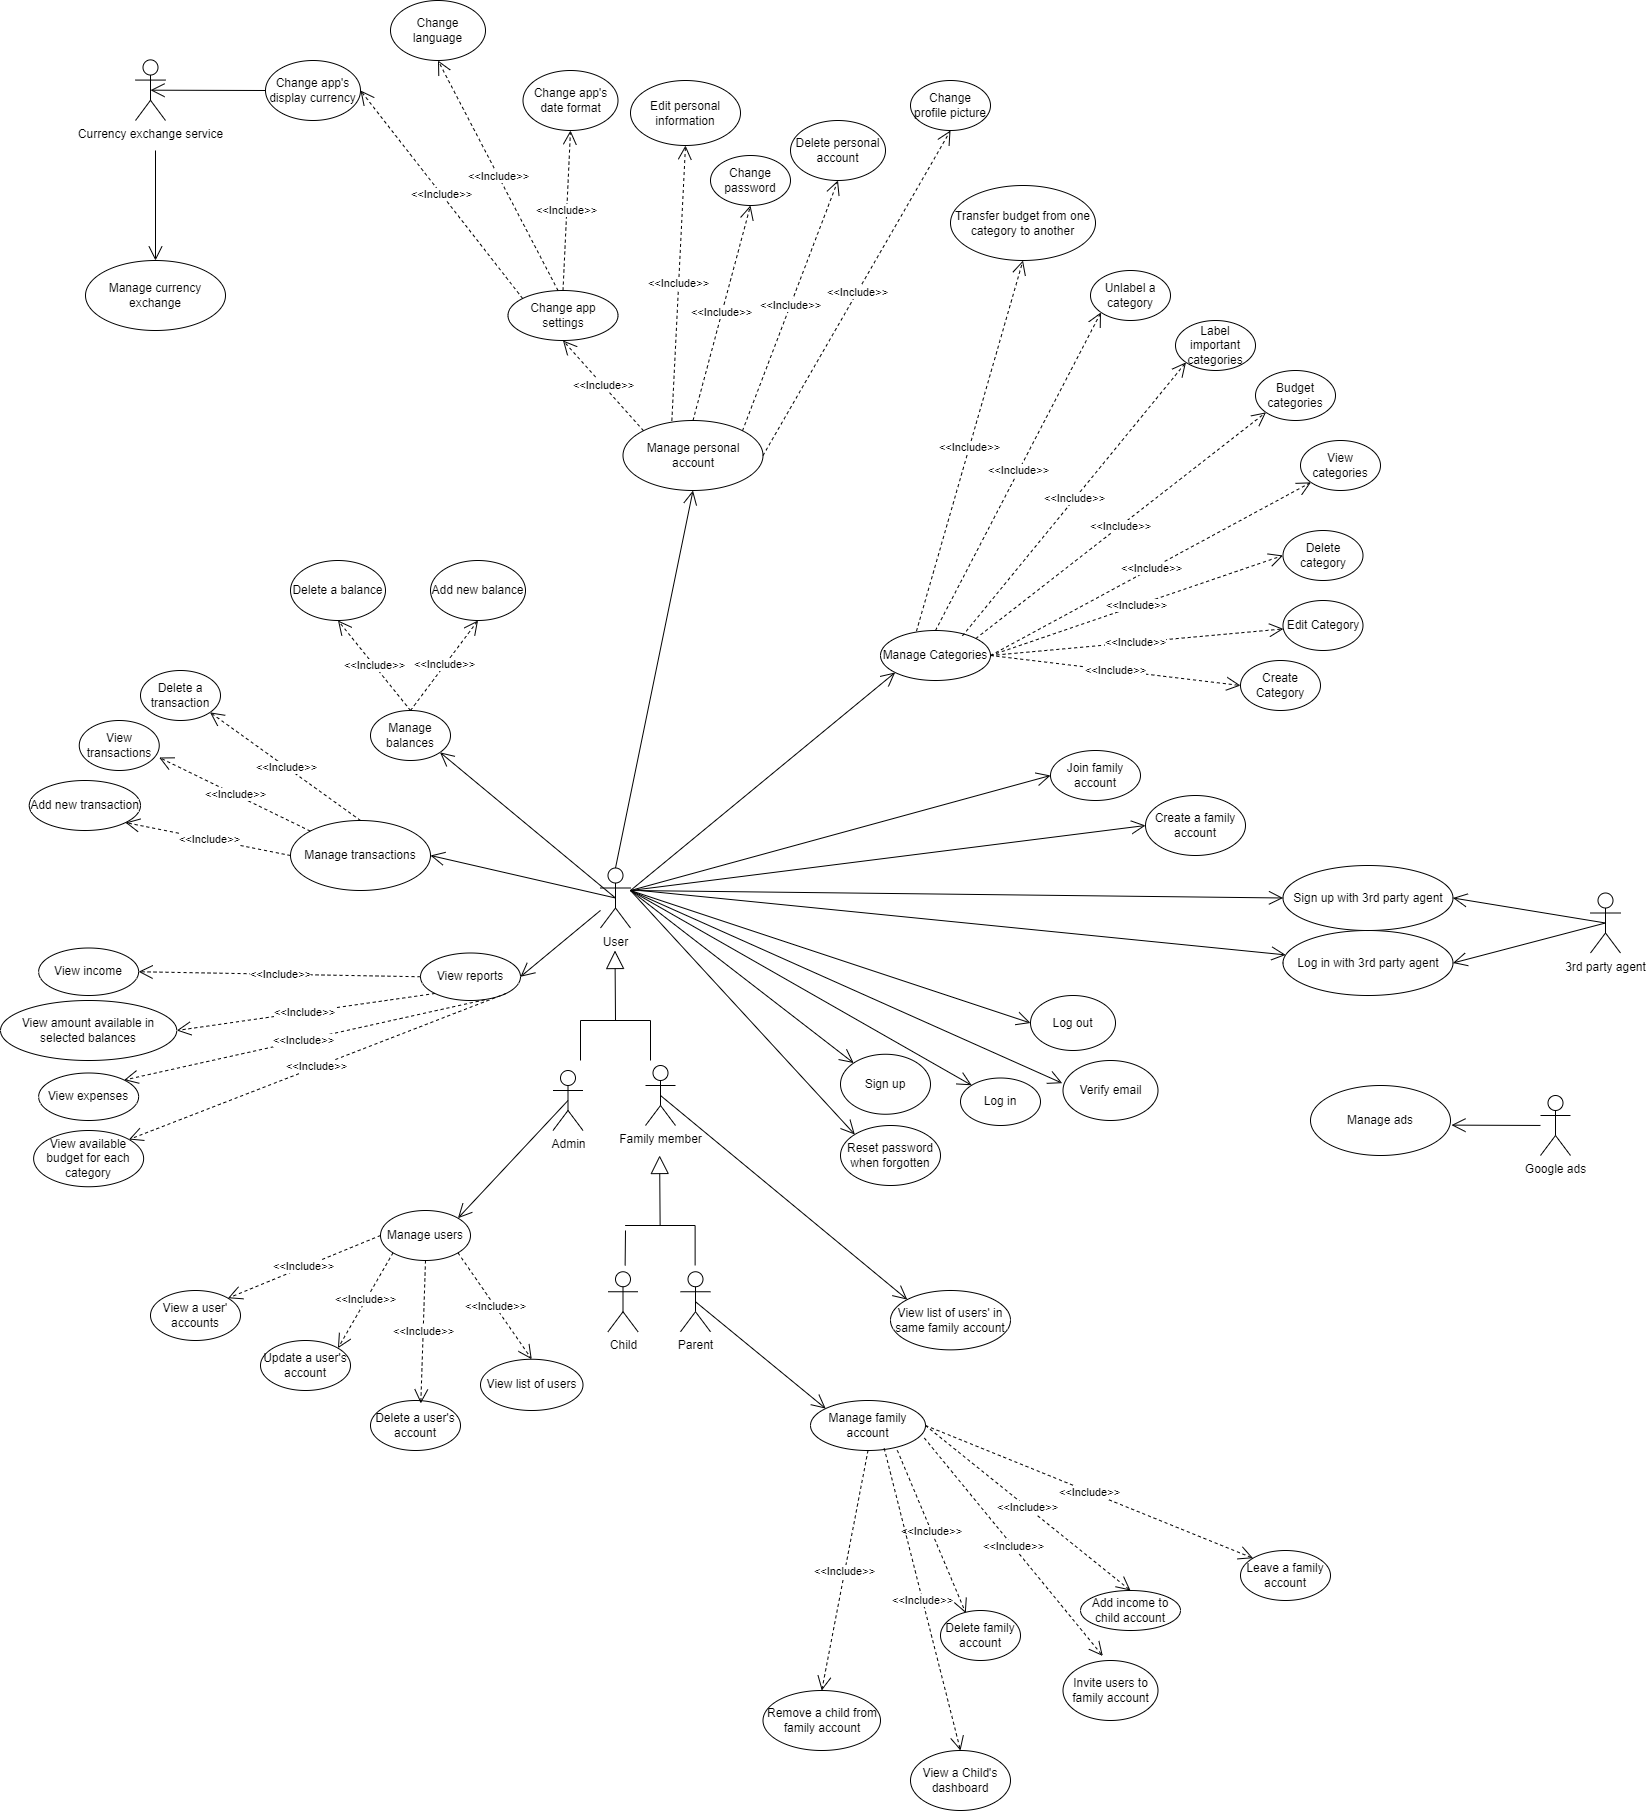 Change
language
Change app's
display currency
Currency exchange service
Change app's
date format
Edit personal
information
Change
profile picture
Delete personal
account
Change
password
<<Include>>
<<Include>>
<<Include>>
Transfer budget from one
category to another
Manage currency
exchange
Change app
settings
<<Include>>
<<Include>>
<<Include>>
<<Include>>
Unlabel a
category
Label
important
categories
<<Include>>
Budget
categories
Manage personal
account
<<Include>>
<<Include>>
<<Include>>
<<Include>>
View
categories
<<Include>>
<<Include>>
<<Include>>
Delete
category
Edit Category
Create
Category
Manage Categories
<<Include>>
Delete a balance
Add new balance
<<Include>>
<<Include>>
Manage
balances
Delete a
transaction
View
transactions
Add new transaction
<<Include>>
<<Include>>
<<Include>>
Manage transactions
Join family
account
Create a family
account
Sign up with 3rd party agent
Log in with 3rd party agent
3rd party agent
User
View income
<<Include>>
View reports
View amount available in
selected balances
<<Include>>
<<Include>>
<<Include>>
View expenses
View available
budget for each
category
Log out
Sign up
Log in
Verify email
Reset password
when forgotten
Manage ads
Google ads
Admin
Family member
Manage users
<<Include>>
<<Include>>
<<Include>>
<<Include>>
View a user'
accounts
Update a user's
account
Delete a user's
account
View list of users
Child
Parent
View list of users' in
same family account
Manage family
account
<<Include>>
<<Include>>
<<Include>>
<<Include>>
<<Include>>
<<Include>>
Leave a family
account
Add income to
child account
Delete family
account
Invite users to
family account
Remove a child from
family account
View a Child's
dashboard